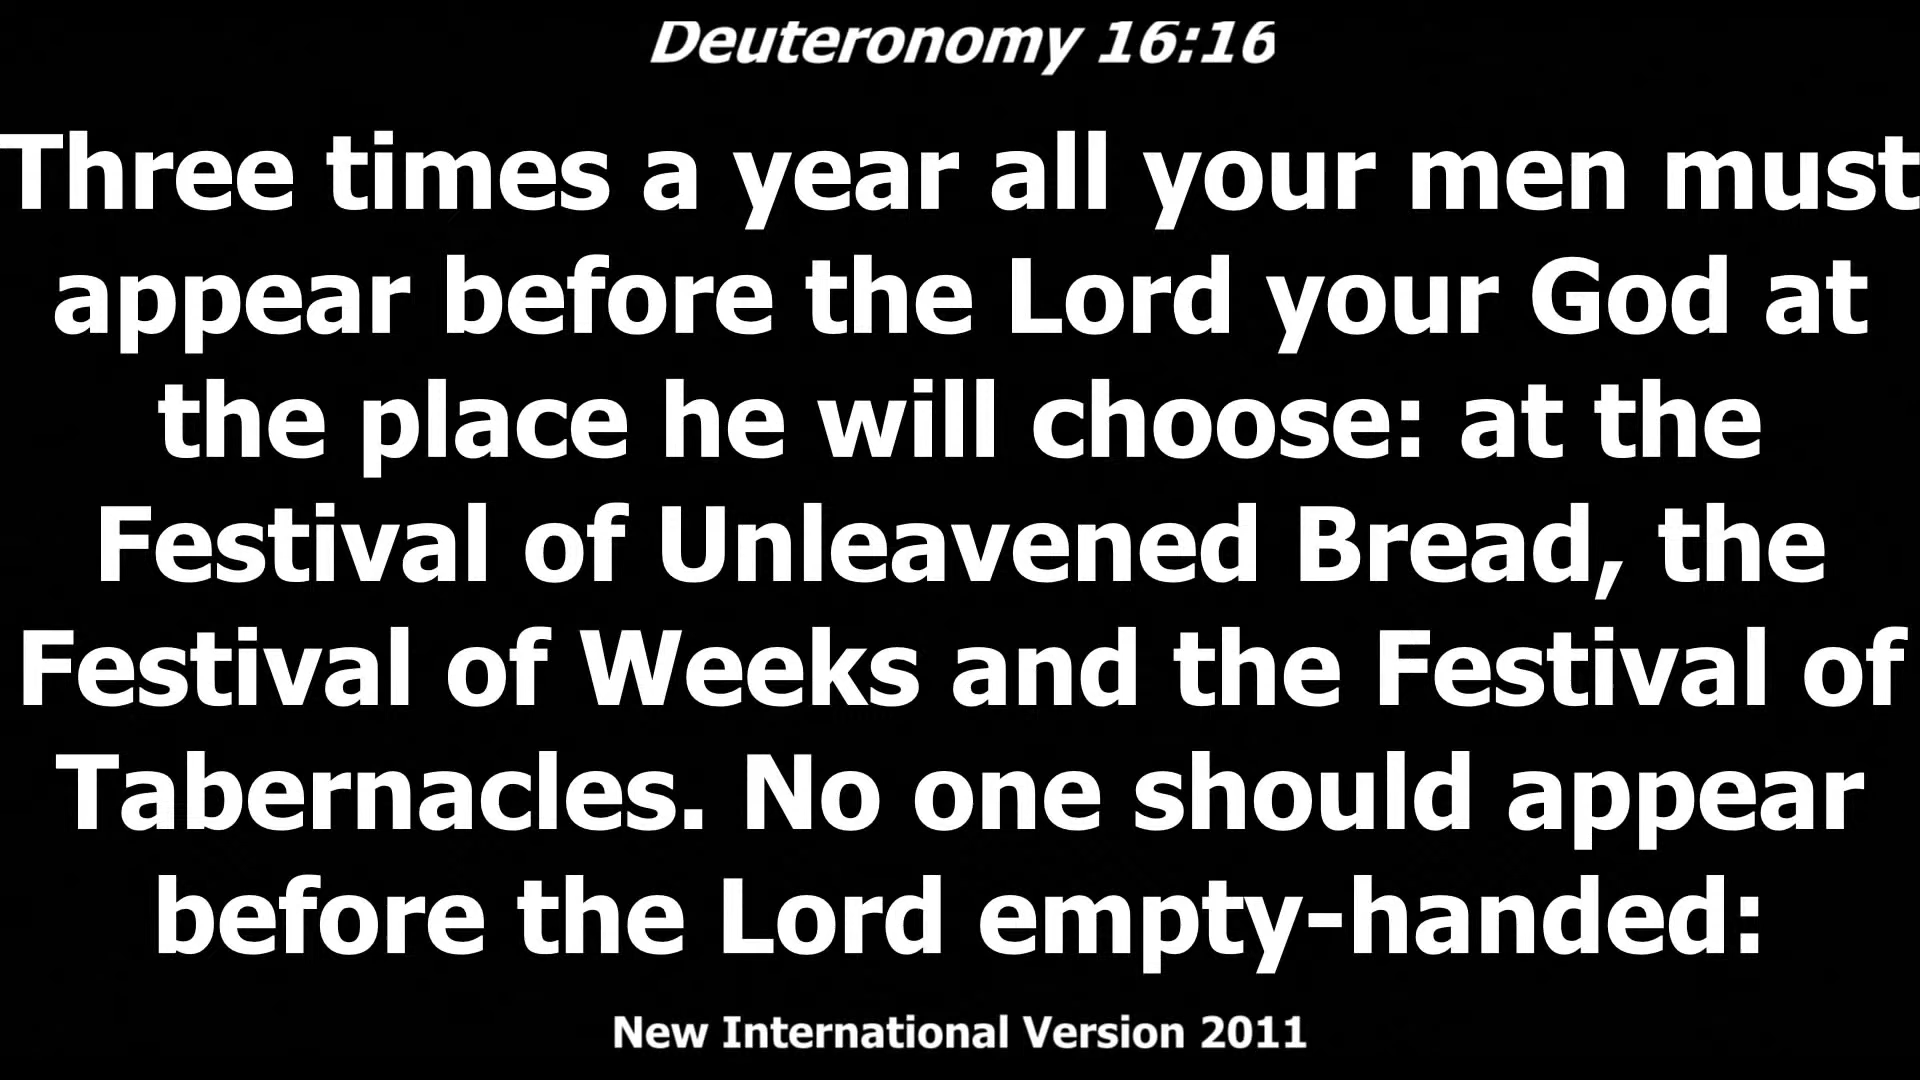 Deuteronomy 16:16
Three times a year all your men must
appear before the Lord your God at
the place he will choose: at the
Festival of Unleavened Bread, the
Festival of Weeks and the Festival of
Tabernacles. No one should appear
before the Lord empty-handed:
New International Version 2011